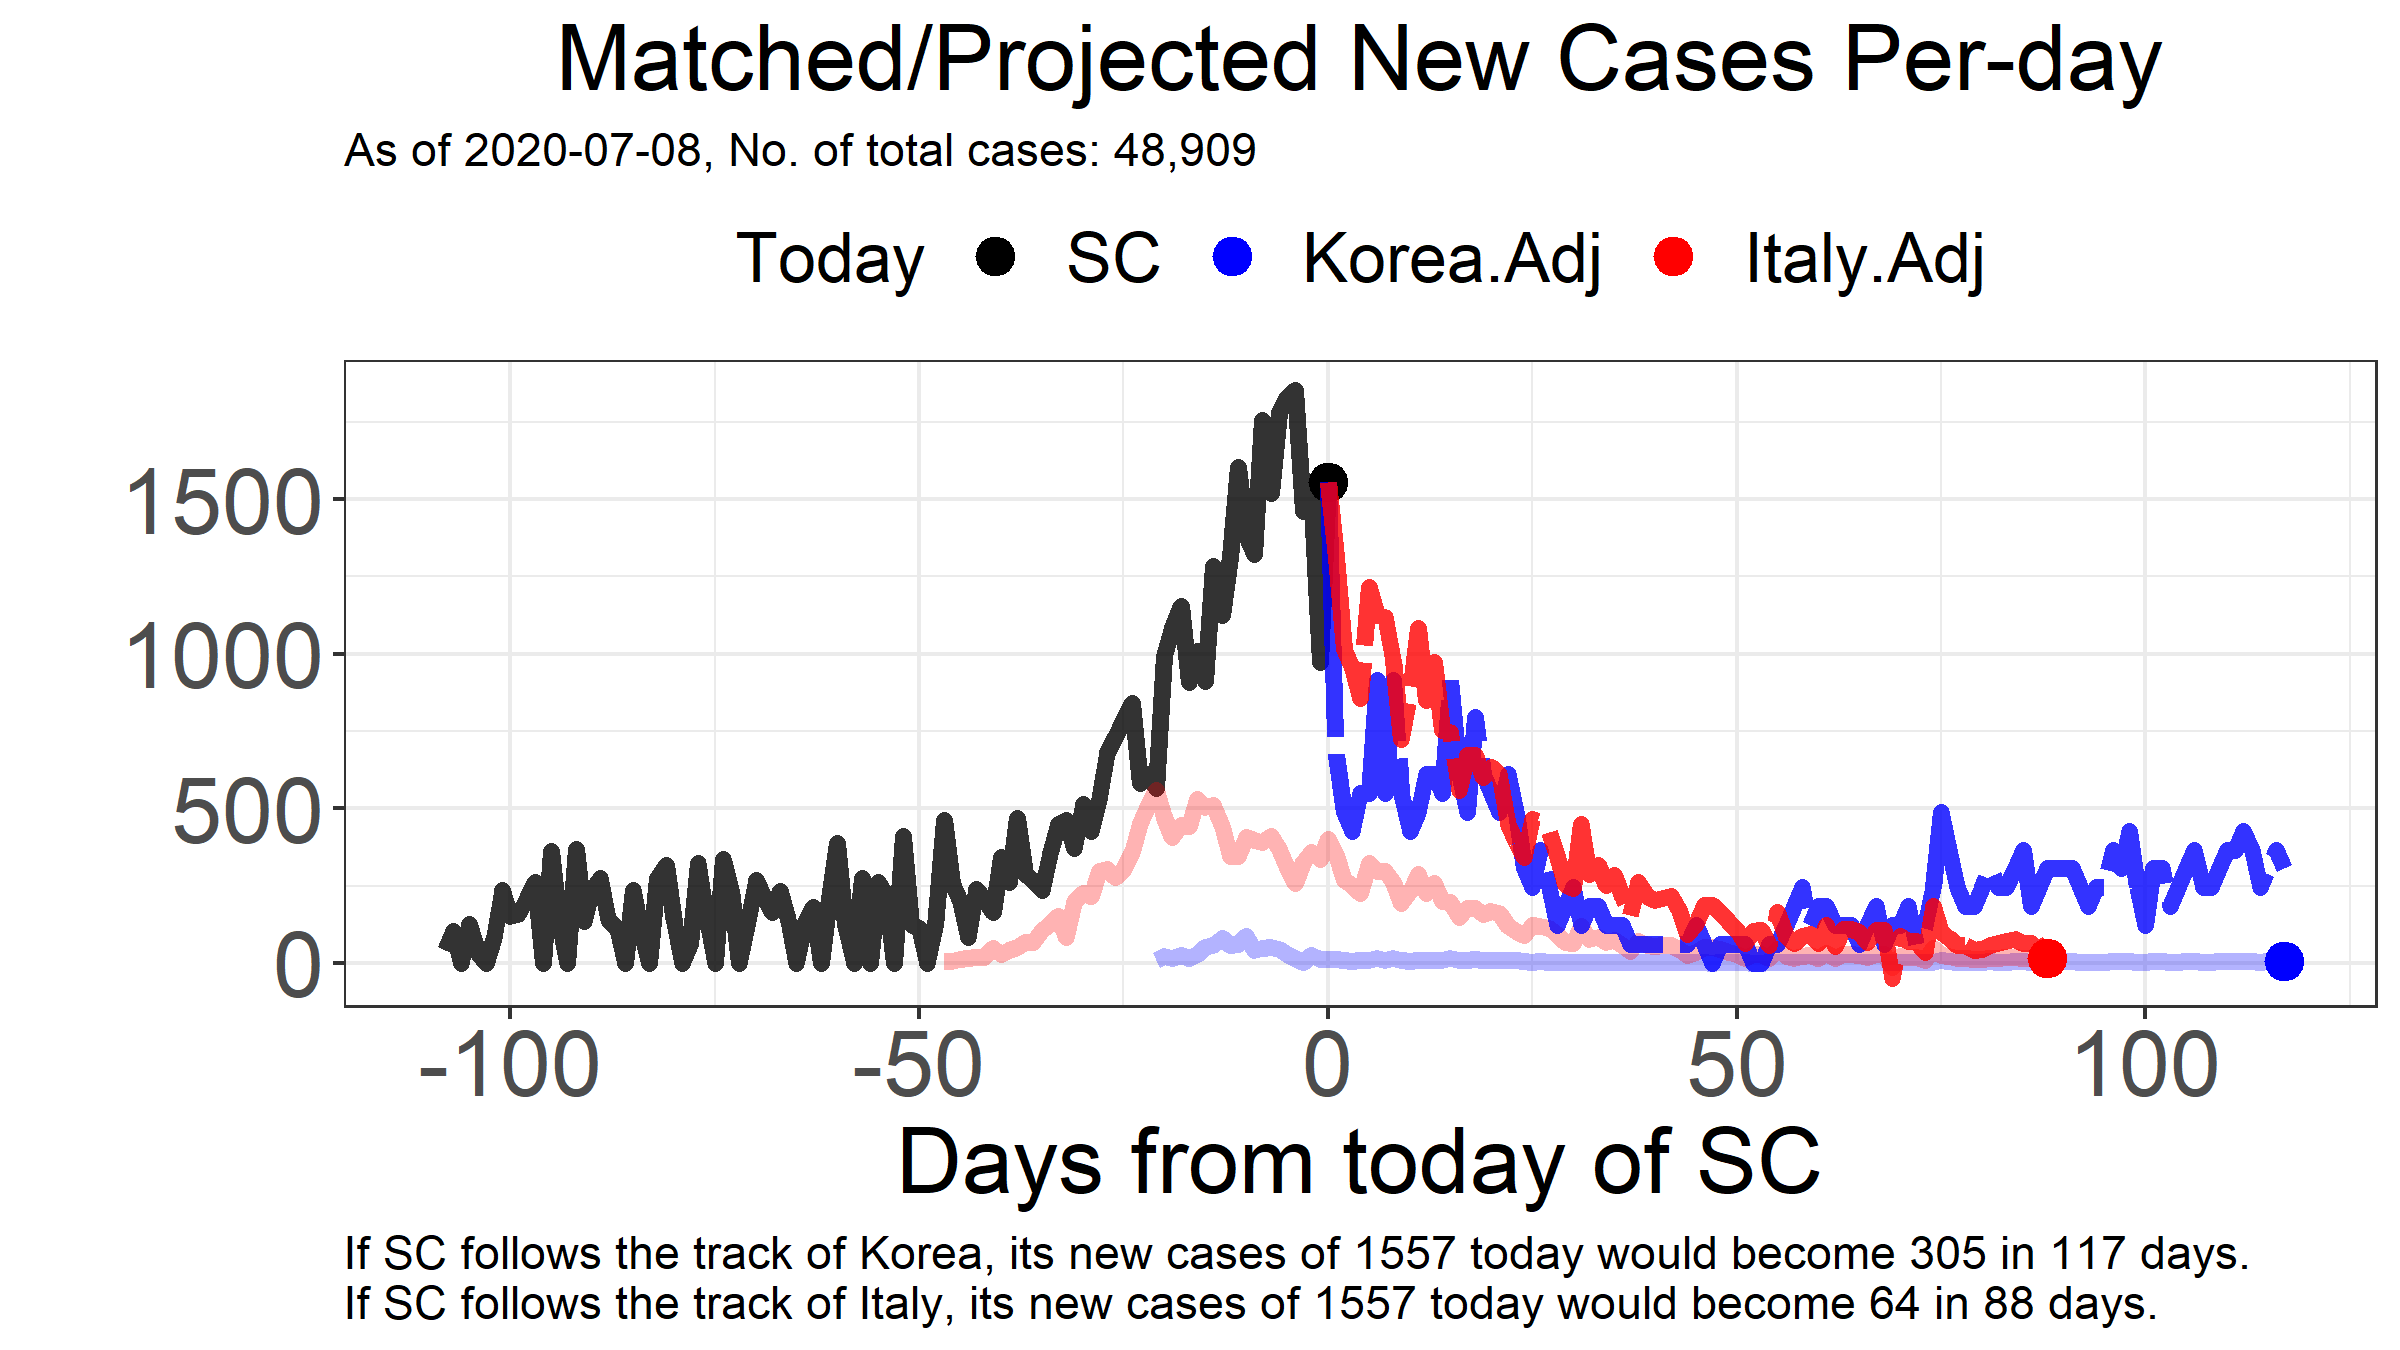 Matched/Projected New Cases Per-day
As of 2020-07-08, No. of total cases: 48,909
Today SC Korea.Adj Italy.Adj
1500
1000
500
0
-100 -50 0 50 100
Days from today of SC
If SC follows the track of Korea, its new cases of 1557 today would become 305 in 117 days.
If SC follows the track of Italy, its new cases of 1557 today would become 64 in 88 days.